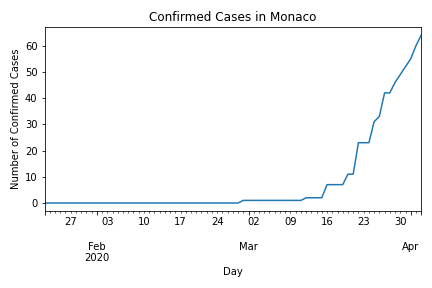 Confirmed Cases in Monaco
Number of Confirmed Cases
60
50
40
30
20
10
0
27 03 10 17 24 02 09 16 23 30
Feb Mar Apr
2020
Day